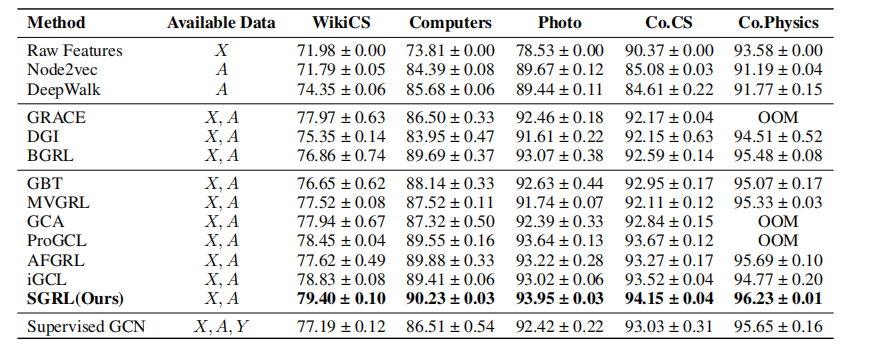 Method Available Data WikiCS Computers Photo Co.CS Co.Physics
Raw Features X 71.98 ± 0.00 73.81 ± 0.00 78.53 ± 0.00 90.37 ± 0.00 93.58 ± 0.00
Node2vec A 71.79 ± 0.05 84.39 ± 0.08 89.67 ± 0.12 85.08 ± 0.03 91.19 ± 0.04
DeepWalk A 74.35 ± 0.06 85.68 ± 0.06 89.44 ± 0.11 84.61 ± 0.22 91.77 ± 0.15
GRACE X, A 77.97 ± 0.63 86.50 ± 0.33 92.46 ± 0.18 92.17 ± 0.04 OOM
DGI X, A 75.35 ± 0.14 83.95 ± 0.47 91.61 ± 0.22 92.15 ± 0.63 94.51 ± 0.52
BGRL X, A 76.86 ± 0.74 89.69 ± 0.37 93.07 ± 0.38 92.59 ± 0.14 95.48 ± 0.08
GBT X, A 76.65 ± 0.62 88.14 ± 0.33 92.63 ± 0.44 92.95 ± 0.17 95.07 ± 0.17
MVGRL X, A 77.52 ± 0.08 87.52 ± 0.11 91.74 ± 0.07 92.11 ± 0.12 95.33 ± 0.03
GCA X, A 77.94 ± 0.67 87.32 ± 0.50 92.39 ± 0.33 92.84 ± 0.15 OOM
ProGCL X, A 78.45 ± 0.04 89.55 ± 0.16 93.64 ± 0.13 93.67 ± 0.12 OOM
AFGRL X, A 77.62 ± 0.49 89.88 ± 0.33 93.22 ± 0.28 93.27 ± 0.17 95.69 ± 0.10
iGCL X, A 78.83 ± 0.08 89.41 ± 0.06 93.02 ± 0.06 93.52 ± 0.04 94.77 ± 0.20
SGRL(Ours) X, A 79.40 ± 0.10 90.23 ± 0.03 93.95 ± 0.03 94.15 ± 0.04 96.23 ± 0.01
Supervised GCN X, A, Y 77.19 ± 0.12 86.51 ± 0.54 92.42 ± 0.22 93.03 ± 0.31 95.65 ± 0.16